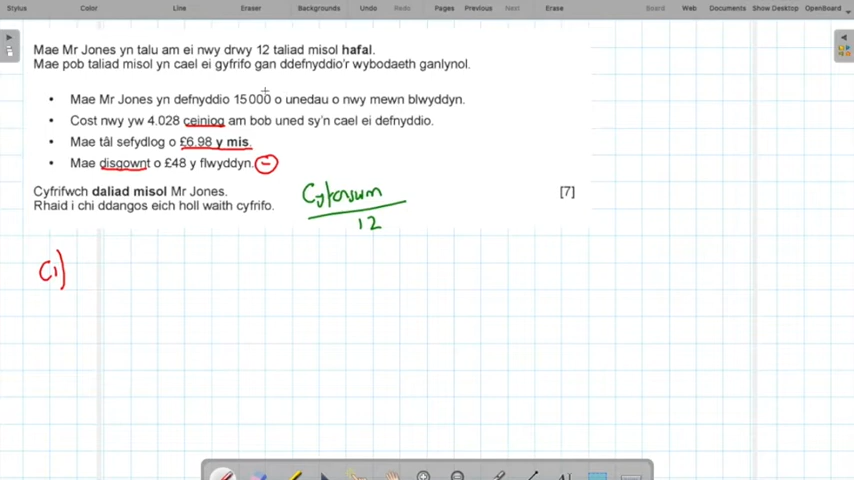 Stylus Color Line Eraser Backgrounds Undo Redo Pages Previous Next Erase Board Web Documents Show Desktop OpenBoard
Mae Mr Jones yn talu am ei nwy drwy 12 taliad misol hafal.
Mae pob taliad misol yn cael ei gyfrifo gan ddefnyddio'r wybodaeth ganlynol.
• Mae Mr Jones yn defnyddio 15 000 o unedau o nwy mewn blwyddyn.
• Cost nwy yw 4.028 ceiniog am bob uned sy'n cael ei defnyddio.
• Mae tâl sefydlog o £6.98 y mis.
• Mae disgownt o £48 y flwyddyn. -
Cyfrifwch daliad misol Mr Jones.
Rhaid i chi ddangos eich holl waith cyfrifo.
[7]
Cyfanswm
12
C1)